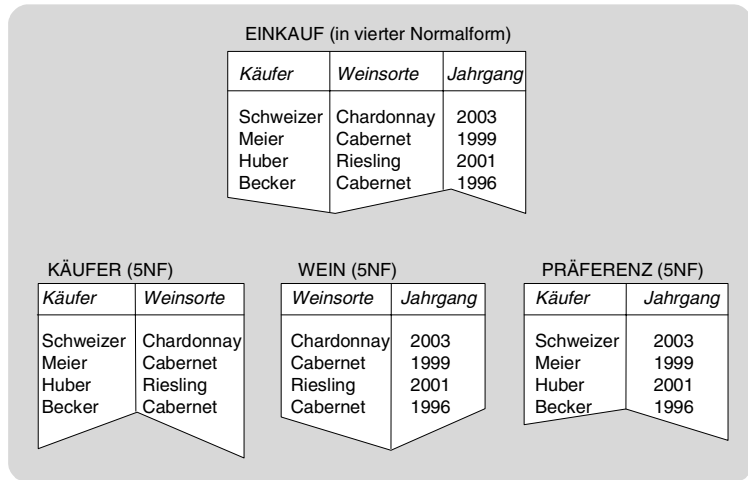 EINKAUF (in vierter Normalform)
Käufer Weinsorte Jahrgang
Schweizer Chardonnay 2003
Meier Cabernet 1999
Huber Riesling 2001
Becker Cabernet 1996
KÄUFER (5NF)
Käufer Weinsorte
Schweizer Chardonnay
Meier Cabernet
Huber Riesling
Becker Cabernet
WEIN (5NF)
Weinsorte Jahrgang
Chardonnay 2003
Cabernet 1999
Riesling 2001
Cabernet 1996
PRÄFERENZ (5NF)
Käufer Jahrgang
Schweizer 2003
Meier 1999
Huber 2001
Becker 1996